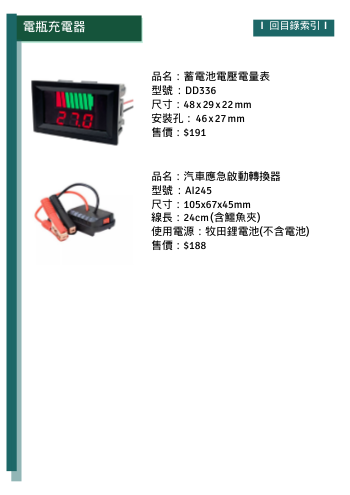 電瓶充電器
I 回目錄索引 I
品名：蓄電池電壓電量表
型號：DD336
尺寸：48x29x22mm
安裝孔：46x27mm
售價：$191
27.0
品名：汽車應急啟動轉換器
型號：AI245
尺寸：105x67x45mm
線長：24cm(含鱷魚夾)
使用電源：牧田鋰電池(不含電池)
售價：$188